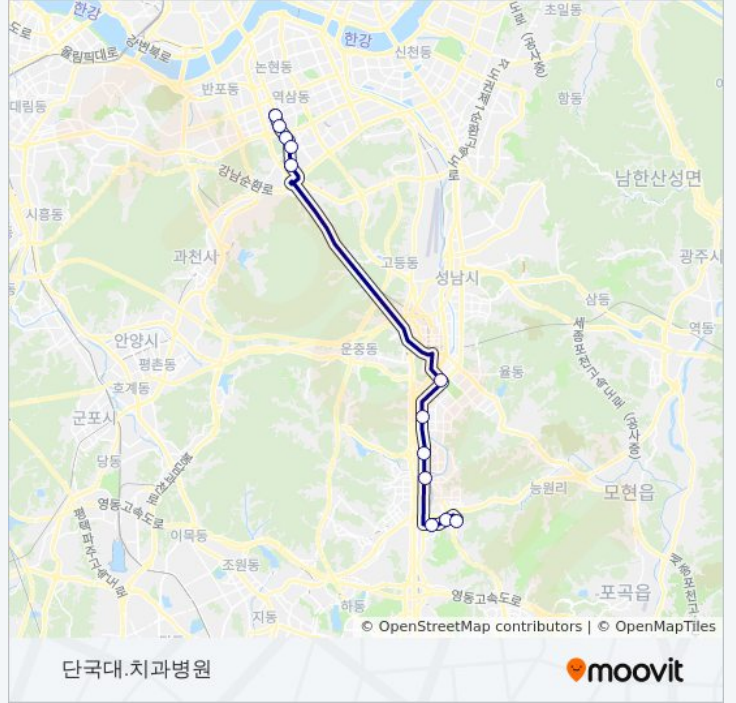 한강
초일동
도로
강변북로
올림픽대로
한강
신천동
논현동
반포동
역삼동
대림동
항동
강남순환로
남한산성면
시흥동
과천시
고등동
성남시
광주시
삼동
역동
안양시
운중동
평촌동
율동
호계동
군포시
당동
능원리
모현읍
영동고속도로
이목동
조원동
영동고속도로
포곡읍
하동
지동
© OpenStreetMap contributors | © OpenMapTiles
단국대.치과병원
moovit